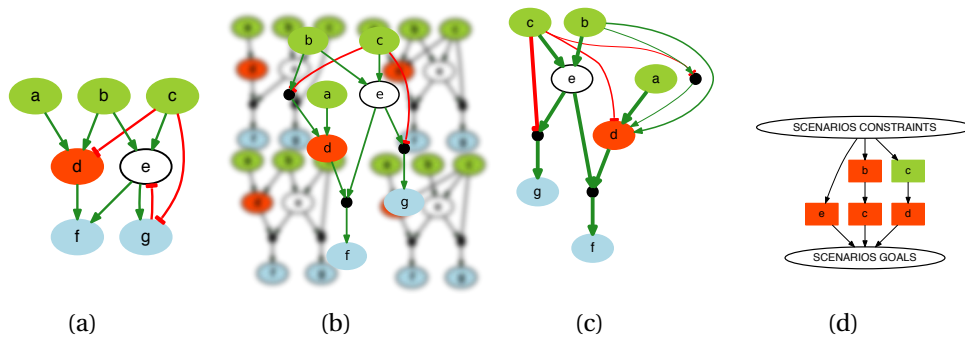 a b c
d e
f g
(a)
b c
a e
d
g
f
(b)
c b
e a
d
g
f
(c)
SCENARIOS CONSTRAINTS
b c
e c d
SCENARIOS GOALS
(d)